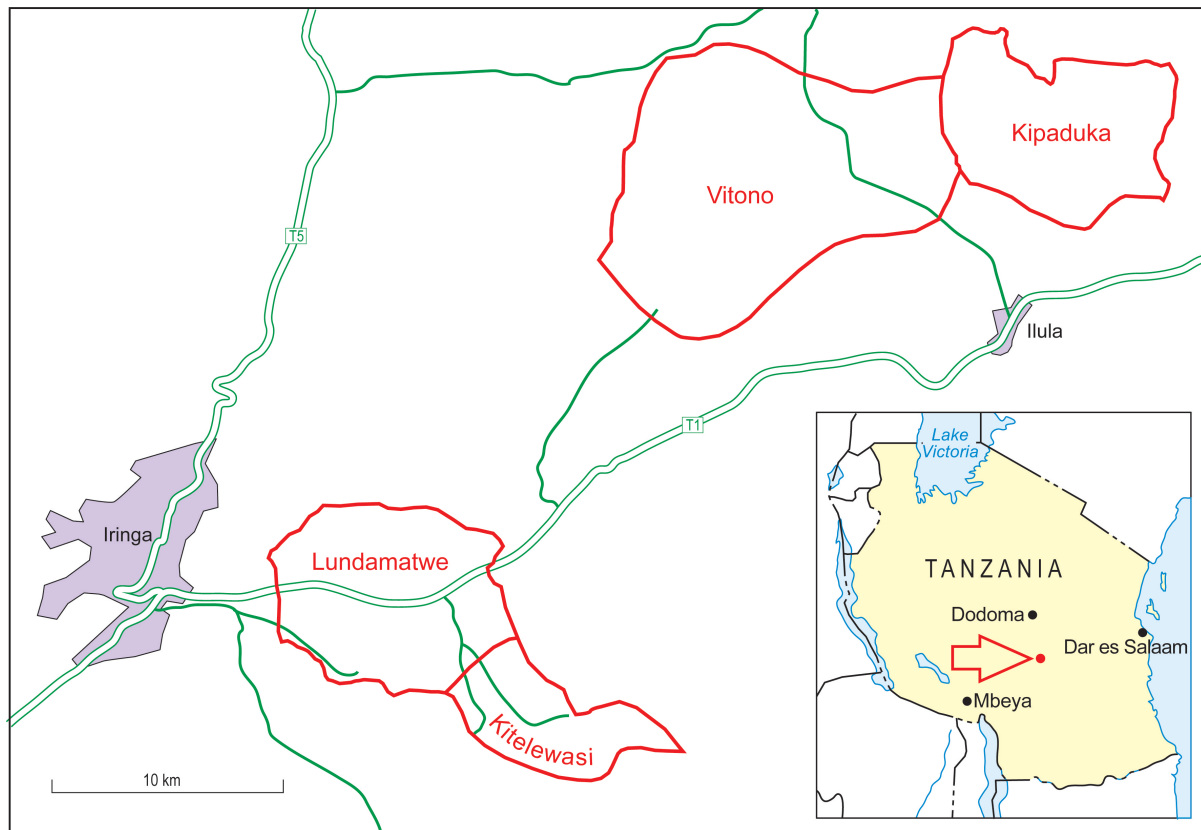 Kipaduka
Vitono
T5
Ilula
T1
Iringa
Lundamatwe
Kitelewasi
10 km
Lake
Victoria
TANZANIA
Dodoma
Dar es Salaam
Mbeya